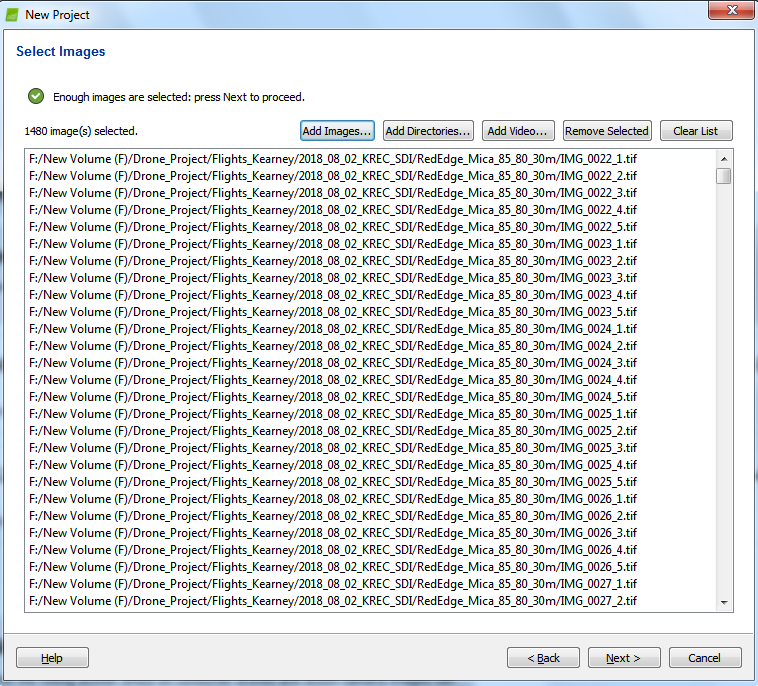 New Project
Select Images
Enough images are selected: press Next to proceed.
1480 image(s) selected.
Add Images...
Add Directories...
Add Video...
Remove Selected
Clear List
F:/New Volume (F)/Drone_Project/Flights_Kearney/2018_08_02_KREC_SDI/RedEdge_Mica_85_80_30m/IMG_0022_1.tif
F:/New Volume (F)/Drone_Project/Flights_Kearney/2018_08_02_KREC_SDI/RedEdge_Mica_85_80_30m/IMG_0022_2.tif
F:/New Volume (F)/Drone_Project/Flights_Kearney/2018_08_02_KREC_SDI/RedEdge_Mica_85_80_30m/IMG_0022_3.tif
F:/New Volume (F)/Drone_Project/Flights_Kearney/2018_08_02_KREC_SDI/RedEdge_Mica_85_80_30m/IMG_0022_4.tif
F:/New Volume (F)/Drone_Project/Flights_Kearney/2018_08_02_KREC_SDI/RedEdge_Mica_85_80_30m/IMG_0022_5.tif
F:/New Volume (F)/Drone_Project/Flights_Kearney/2018_08_02_KREC_SDI/RedEdge_Mica_85_80_30m/IMG_0023_1.tif
F:/New Volume (F)/Drone_Project/Flights_Kearney/2018_08_02_KREC_SDI/RedEdge_Mica_85_80_30m/IMG_0023_2.tif
F:/New Volume (F)/Drone_Project/Flights_Kearney/2018_08_02_KREC_SDI/RedEdge_Mica_85_80_30m/IMG_0023_3.tif
F:/New Volume (F)/Drone_Project/Flights_Kearney/2018_08_02_KREC_SDI/RedEdge_Mica_85_80_30m/IMG_0023_4.tif
F:/New Volume (F)/Drone_Project/Flights_Kearney/2018_08_02_KREC_SDI/RedEdge_Mica_85_80_30m/IMG_0023_5.tif
F:/New Volume (F)/Drone_Project/Flights_Kearney/2018_08_02_KREC_SDI/RedEdge_Mica_85_80_30m/IMG_0024_1.tif
F:/New Volume (F)/Drone_Project/Flights_Kearney/2018_08_02_KREC_SDI/RedEdge_Mica_85_80_30m/IMG_0024_2.tif
F:/New Volume (F)/Drone_Project/Flights_Kearney/2018_08_02_KREC_SDI/RedEdge_Mica_85_80_30m/IMG_0024_3.tif
F:/New Volume (F)/Drone_Project/Flights_Kearney/2018_08_02_KREC_SDI/RedEdge_Mica_85_80_30m/IMG_0024_4.tif
F:/New Volume (F)/Drone_Project/Flights_Kearney/2018_08_02_KREC_SDI/RedEdge_Mica_85_80_30m/IMG_0024_5.tif
F:/New Volume (F)/Drone_Project/Flights_Kearney/2018_08_02_KREC_SDI/RedEdge_Mica_85_80_30m/IMG_0025_1.tif
F:/New Volume (F)/Drone_Project/Flights_Kearney/2018_08_02_KREC_SDI/RedEdge_Mica_85_80_30m/IMG_0025_2.tif
F:/New Volume (F)/Drone_Project/Flights_Kearney/2018_08_02_KREC_SDI/RedEdge_Mica_85_80_30m/IMG_0025_3.tif
F:/New Volume (F)/Drone_Project/Flights_Kearney/2018_08_02_KREC_SDI/RedEdge_Mica_85_80_30m/IMG_0025_4.tif
F:/New Volume (F)/Drone_Project/Flights_Kearney/2018_08_02_KREC_SDI/RedEdge_Mica_85_80_30m/IMG_0025_5.tif
F:/New Volume (F)/Drone_Project/Flights_Kearney/2018_08_02_KREC_SDI/RedEdge_Mica_85_80_30m/IMG_0026_1.tif
F:/New Volume (F)/Drone_Project/Flights_Kearney/2018_08_02_KREC_SDI/RedEdge_Mica_85_80_30m/IMG_0026_2.tif
F:/New Volume (F)/Drone_Project/Flights_Kearney/2018_08_02_KREC_SDI/RedEdge_Mica_85_80_30m/IMG_0026_3.tif
F:/New Volume (F)/Drone_Project/Flights_Kearney/2018_08_02_KREC_SDI/RedEdge_Mica_85_80_30m/IMG_0026_4.tif
F:/New Volume (F)/Drone_Project/Flights_Kearney/2018_08_02_KREC_SDI/RedEdge_Mica_85_80_30m/IMG_0026_5.tif
F:/New Volume (F)/Drone_Project/Flights_Kearney/2018_08_02_KREC_SDI/RedEdge_Mica_85_80_30m/IMG_0027_1.tif
F:/New Volume (F)/Drone_Project/Flights_Kearney/2018_08_02_KREC_SDI/RedEdge_Mica_85_80_30m/IMG_0027_2.tif
Help
< Back
Next >
Cancel